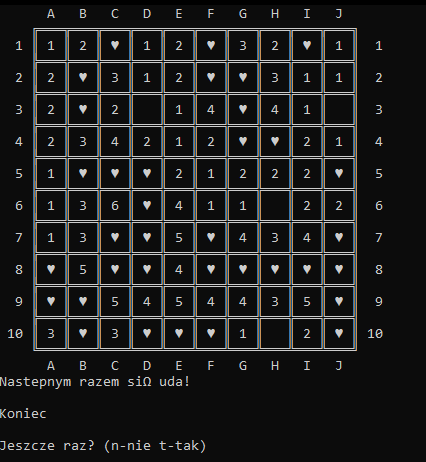 A B C D E F G H I J
1 1 2 ♥ 1 2 ♥ 3 2 ♥ 1 1
2 2 ♥ 3 1 2 ♥ ♥ 3 1 1 2
3 2 ♥ 2 1 4 ♥ 4 1 3
4 2 3 4 2 1 2 ♥ ♥ 2 1 4
5 1 ♥ ♥ ♥ 2 1 2 2 2 ♥ 5
6 1 3 6 ♥ 4 1 1 2 2 6
7 1 3 ♥ ♥ 5 ♥ 4 3 4 ♥ 7
8 ♥ 5 ♥ ♥ 4 ♥ ♥ ♥ ♥ ♥ 8
9 ♥ ♥ 5 4 5 4 4 3 5 ♥ 9
10 3 ♥ 3 ♥ ♥ ♥ 1 2 ♥ 10
A B C D E F G H I J
Nastepnym razem siΩ uda!
Koniec
Jeszcze raz? (n-nie t-tak)